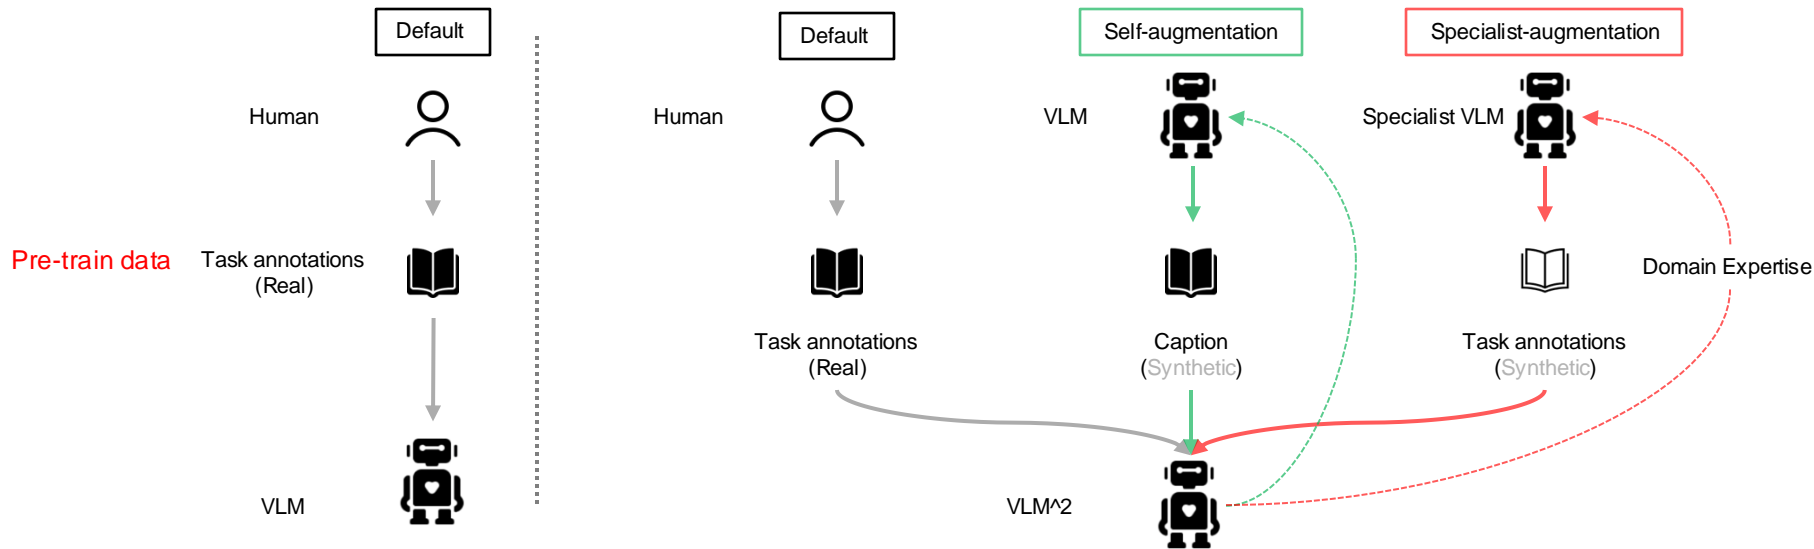 Default
Human
Pre-train data
Task annotations
(Real)
VLM
Default
Human
Task annotations
(Real)
Self-augmentation
VLM
Caption
(Synthetic)
Specialist-augmentation
Specialist VLM
Domain Expertise
Task annotations
(Synthetic)
VLM^2